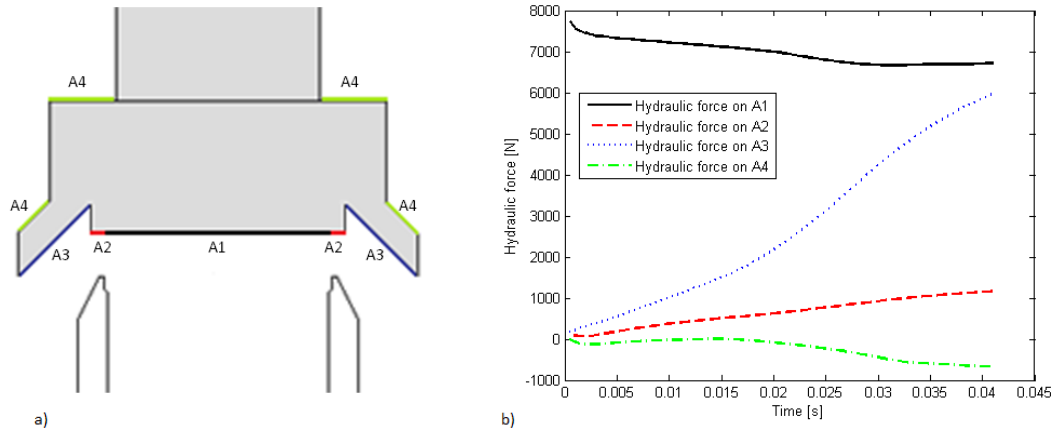 A4
A4
A4
A4
A3
A2
A1
A2
A3
a)
8000
7000
6000
5000
4000
3000
2000
1000
0
-1000
Hydraulic force [N]
Hydraulic force on A1
Hydraulic force on A2
Hydraulic force on A3
Hydraulic force on A4
0
0.005
0.01
0.015
0.02
0.025
0.03
0.035
0.04
0.045
Time [s]
b)